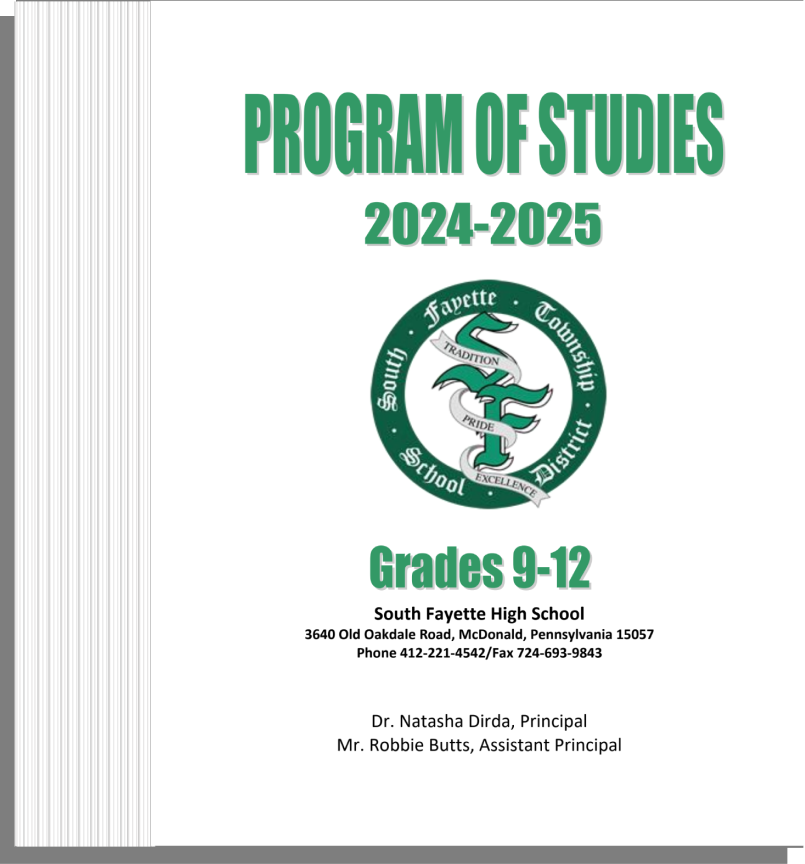 PROGRAM OF STUDIES
2024-2025
South · Fayette · Township · District · School ·
TRADITION
PRIDE
EXCELLENCE
Grades 9-12
South Fayette High School
3640 Old Oakdale Road, McDonald, Pennsylvania 15057
Phone 412-221-4542/Fax 724-693-9843
Dr. Natasha Dirda, Principal
Mr. Robbie Butts, Assistant Principal